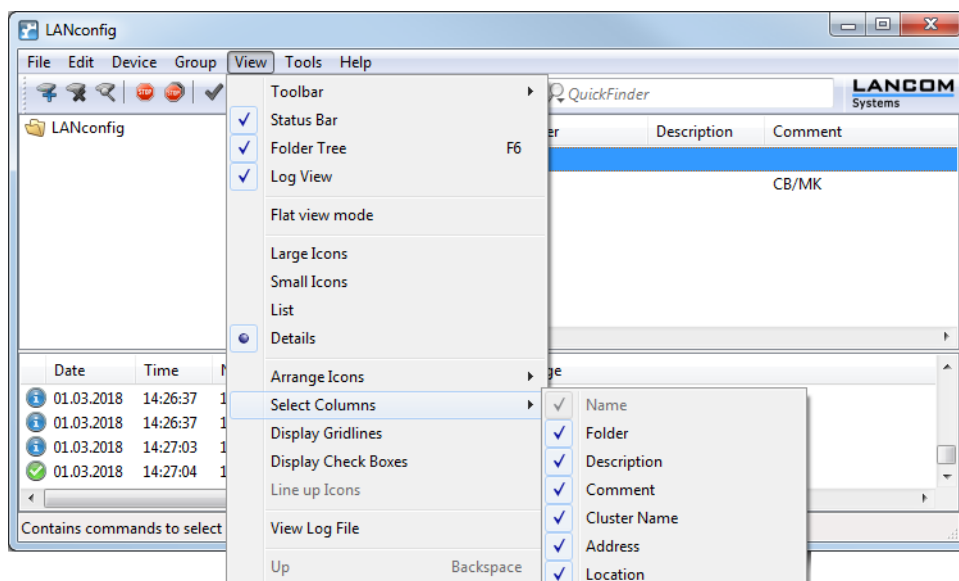 LANconfig
File Edit Device Group View Tools Help
QuickFinder
LANCOM
Systems
LANconfig
Description Comment
CB/MK
Toolbar
Status Bar
Folder Tree F6
Log View
Flat view mode
Large Icons
Small Icons
List
Details
Arrange Icons
Select Columns
Display Gridlines
Display Check Boxes
Line up Icons
View Log File
Up Backspace
Name
Folder
Description
Comment
Cluster Name
Address
Location
Date Time
01.03.2018 14:26:37
01.03.2018 14:26:37
01.03.2018 14:27:03
01.03.2018 14:27:04
Contains commands to select